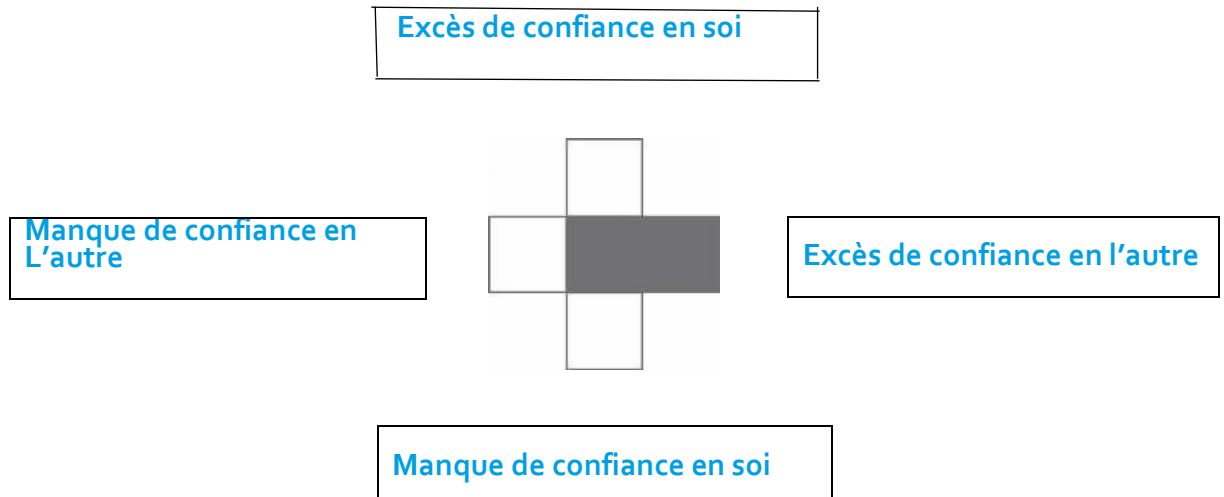 Excès de confiance en soi
Manque de confiance en
L’autre
Excès de confiance en l’autre
Manque de confiance en soi